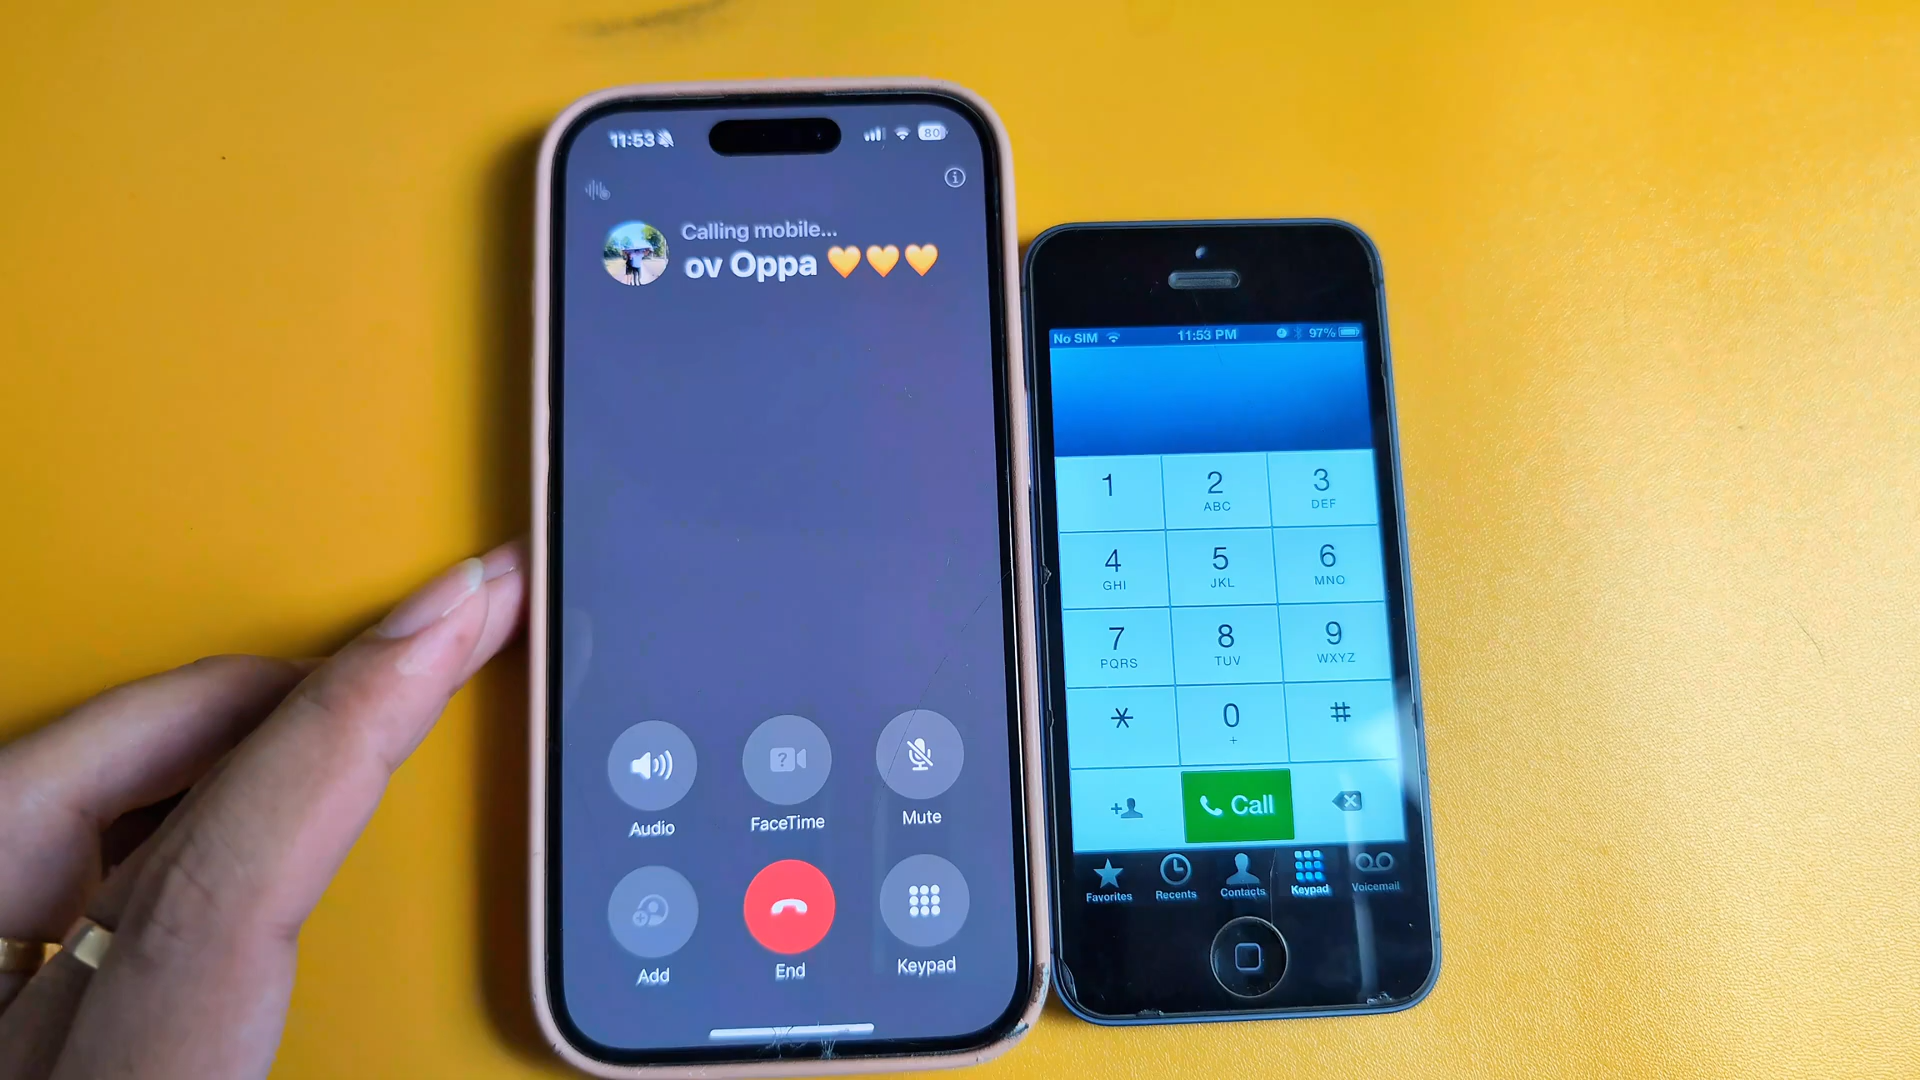 11:53
80
Calling mobile...
ov Oppa 🧡🧡🧡
Audio
FaceTime
Mute
Add
End
Keypad
No SIM
11:53 PM
97%
1
2
ABC
3
DEF
4
GHI
5
JKL
6
MNO
7
PQRS
8
TUV
9
WXYZ
*
0
+
#
Call
Favorites
Recents
Contacts
Keypad
Voicemail